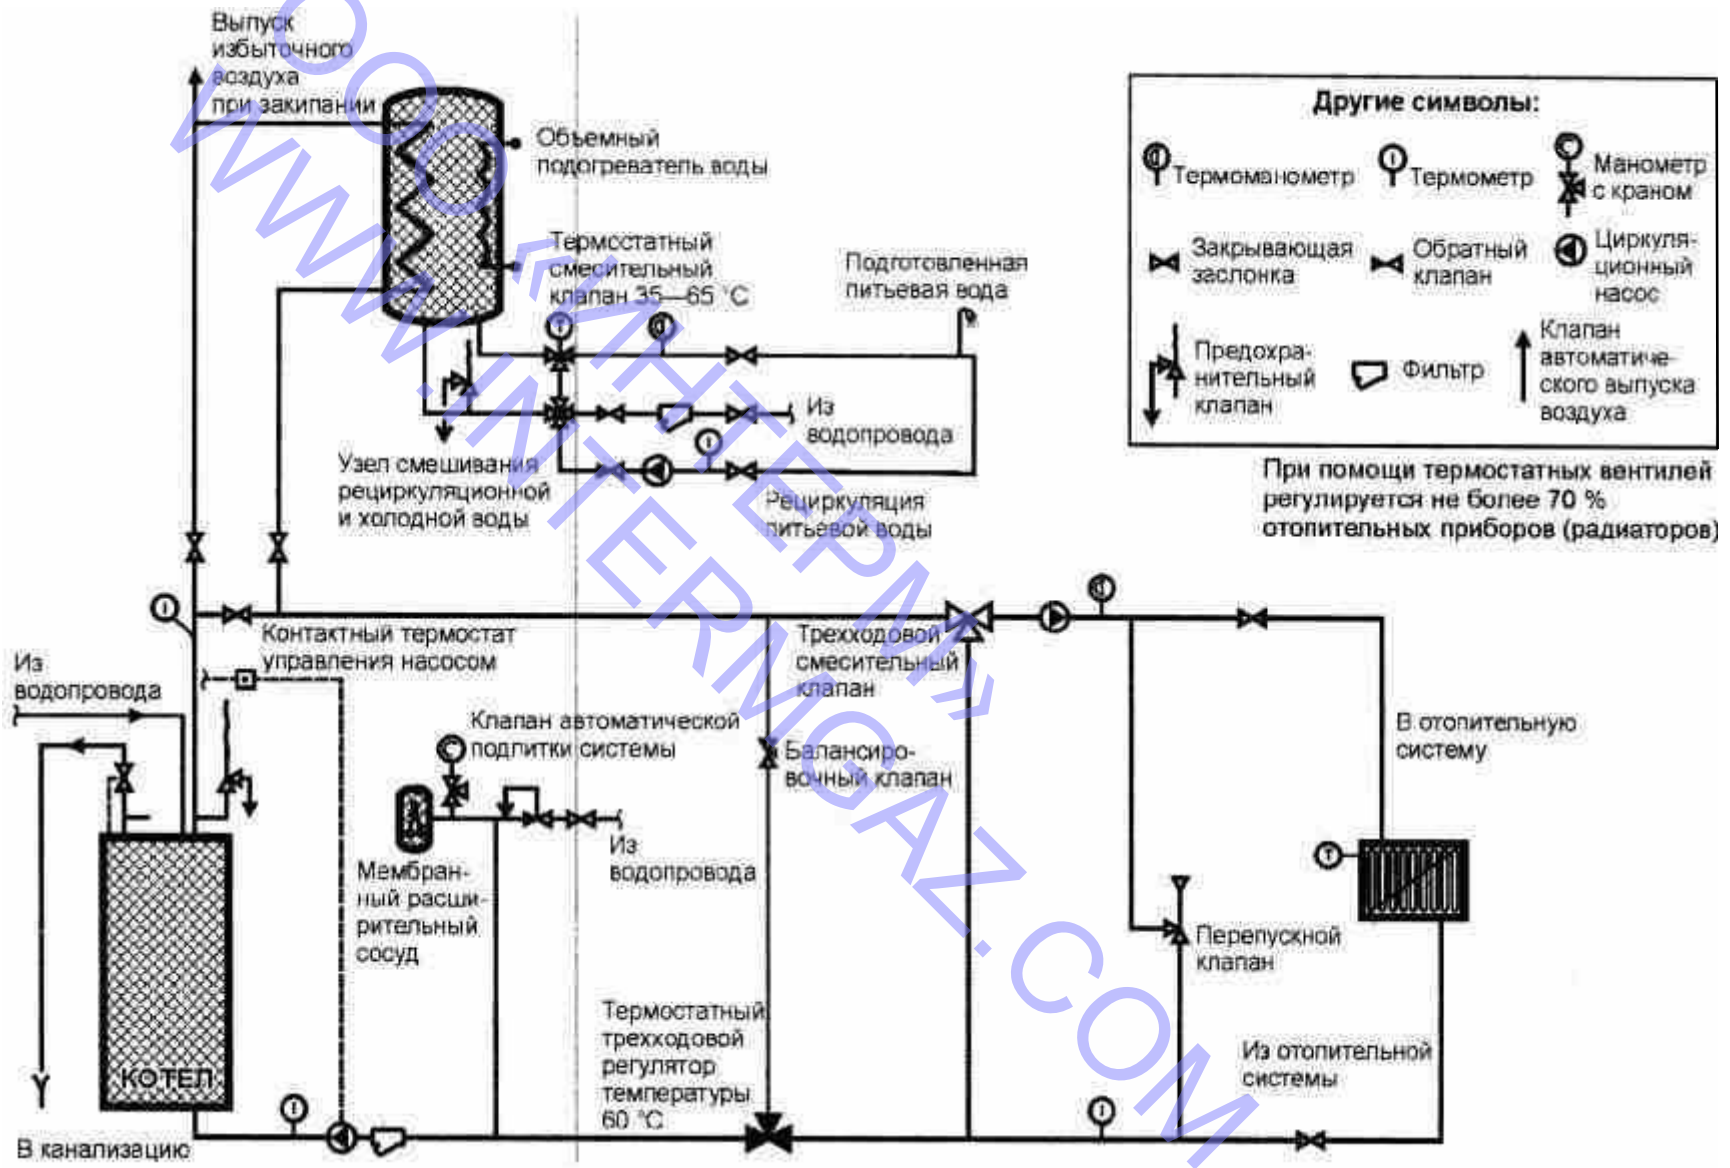 Выпуск
избыточного
воздуха
при закипании
Объемный
подогреватель воды
Термостатный
смесительный
клапан 35—65 °C
Подготовленная
питьевая вода
Из
водопровода
Узел смешивания
рециркуляционной
и холодной воды
Рециркуляция
питьевой воды
Другие символы:
Термоманометр
Термометр
Манометр
с краном
Закрывающая
заслонка
Обратный
клапан
Циркуля-
ционный
насос
Предохра-
нительный
клапан
Фильтр
Клапан
автоматиче-
ского выпуска
воздуха
При помощи термостатных вентилей
регулируется не более 70 %
отопительных приборов (радиаторов)
Контактный термостат
управления насосом
Из
водопровода
Трехходовой
смесительный
клапан
Клапан автоматической
подпитки системы
Балансиро-
вочный клапан
В отопительную
систему
Из
водопровода
Мембран-
ный расши-
рительный
сосуд
Перепускной
клапан
Термостатный
трехходовой
регулятор
температуры
60 °C
Из отопительной
системы
КОТЕЛ
В канализацию
ООО «ИНТЕРМ»
WWW.INTERMGAZ.COM